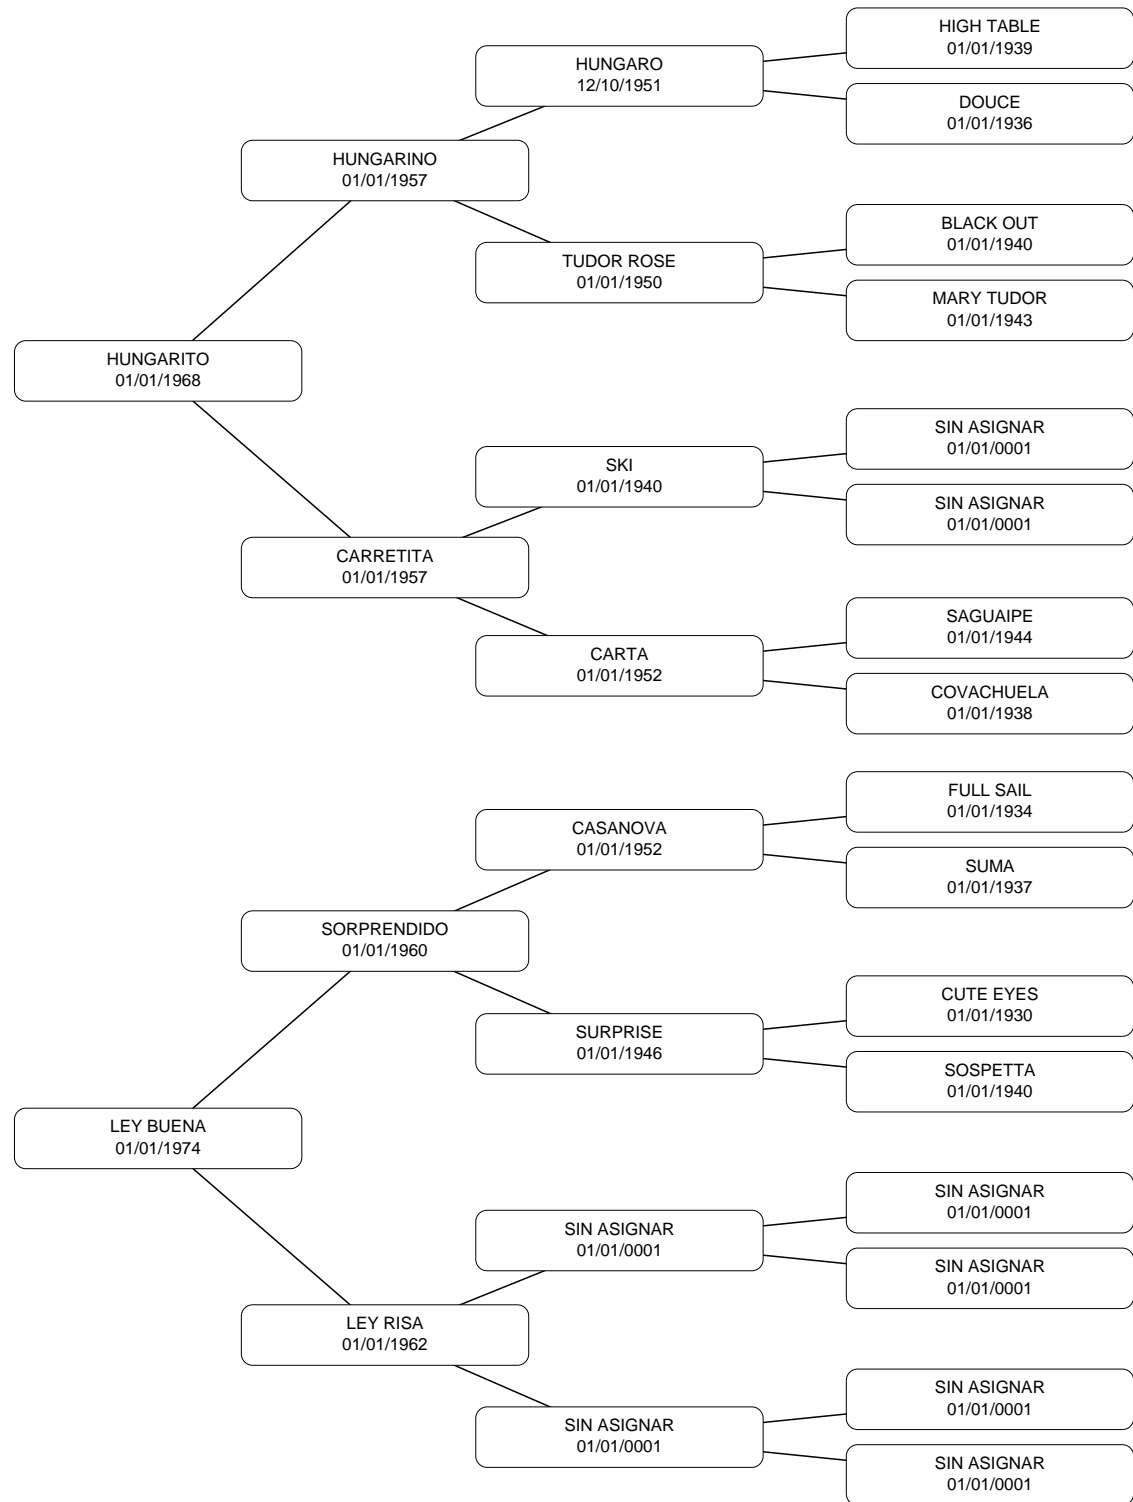 HIGH TABLE
01/01/1939
HUNGARO
12/10/1951
DOUCE
01/01/1936
HUNGARINO
01/01/1957
BLACK OUT
01/01/1940
TUDOR ROSE
01/01/1950
MARY TUDOR
01/01/1943
HUNGARITO
01/01/1968
SIN ASIGNAR
01/01/0001
SKI
01/01/1940
SIN ASIGNAR
01/01/0001
CARRETITA
01/01/1957
SAGUAIPE
01/01/1944
CARTA
01/01/1952
COVACHUELA
01/01/1938
FULL SAIL
01/01/1934
CASANOVA
01/01/1952
SUMA
01/01/1937
SORPRENDIDO
01/01/1960
CUTE EYES
01/01/1930
SURPRISE
01/01/1946
SOSPETTA
01/01/1940
LEY BUENA
01/01/1974
SIN ASIGNAR
01/01/0001
SIN ASIGNAR
01/01/0001
SIN ASIGNAR
01/01/0001
LEY RISA
01/01/1962
SIN ASIGNAR
01/01/0001
SIN ASIGNAR
01/01/0001
SIN ASIGNAR
01/01/0001